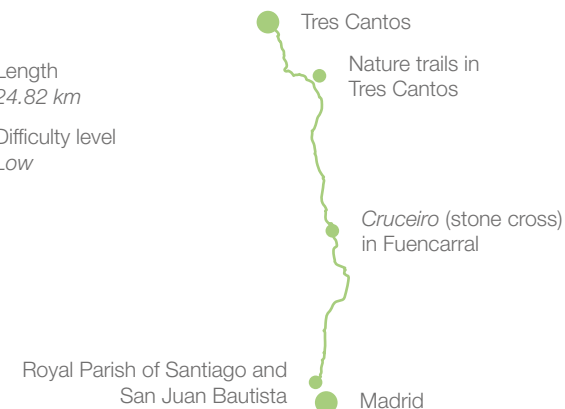 Tres Cantos
Nature trails in
Tres Cantos
Length
24.82 km
Difficulty level
Low
Cruceiro (stone cross)
in Fuencarral
Royal Parish of Santiago and
San Juan Bautista
Madrid